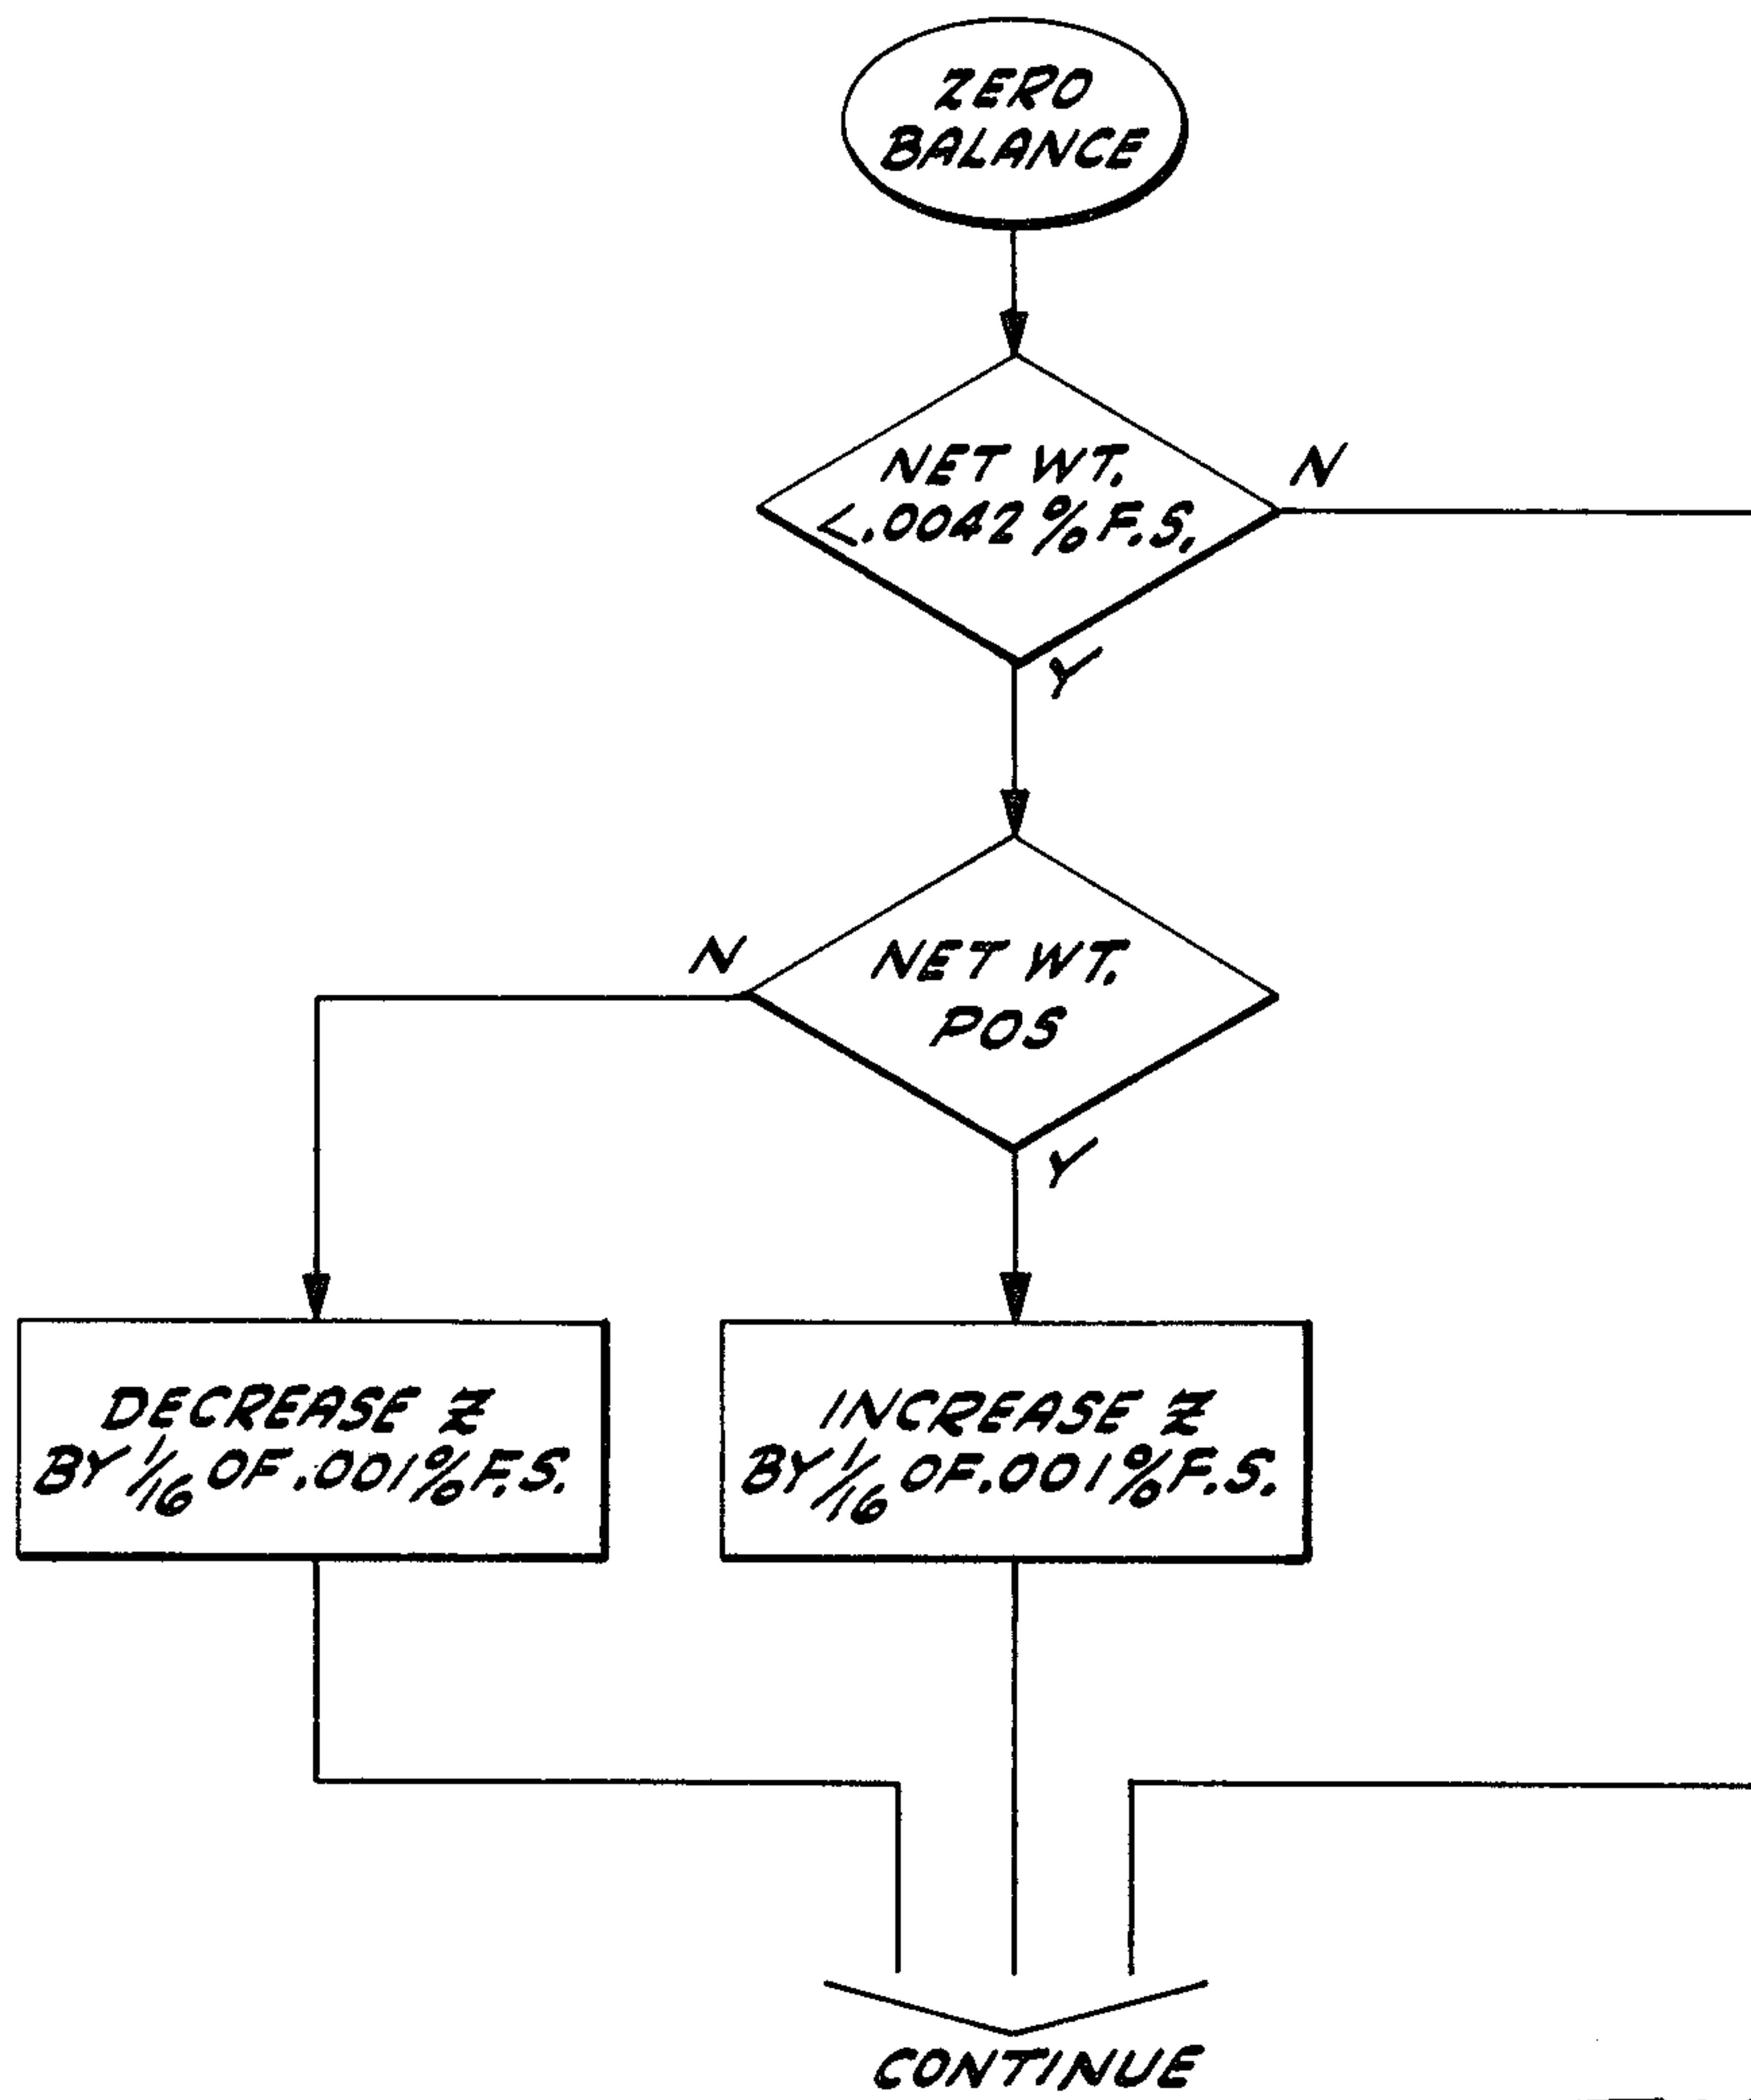 ZERO
BALANCE
NET WT.
<.0042% F.S.
N
Y
NET WT.
POS
N
Y
DECREASE Z
BY 1/16 OF .001% F.S.
INCREASE Z
BY 1/16 OF .001% F.S.
CONTINUE